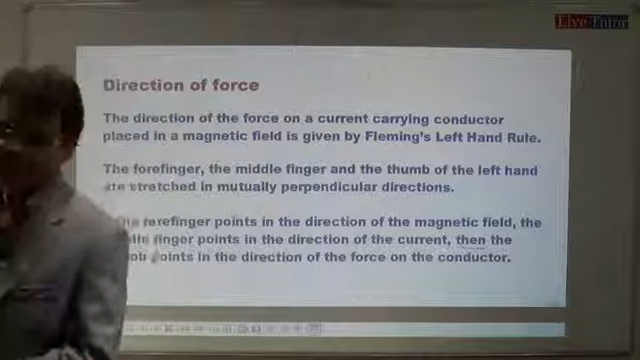 Live-Tutor
Direction of force
The direction of the force on a current carrying conductor
placed in a magnetic field is given by Fleming's Left Hand Rule.
The forefinger, the middle finger and the thumb of the left hand
are stretched in mutually perpendicular directions.
points in the direction of the magnetic field, the
finger points in the direction of the current, then the
points in the direction of the force on the conductor.